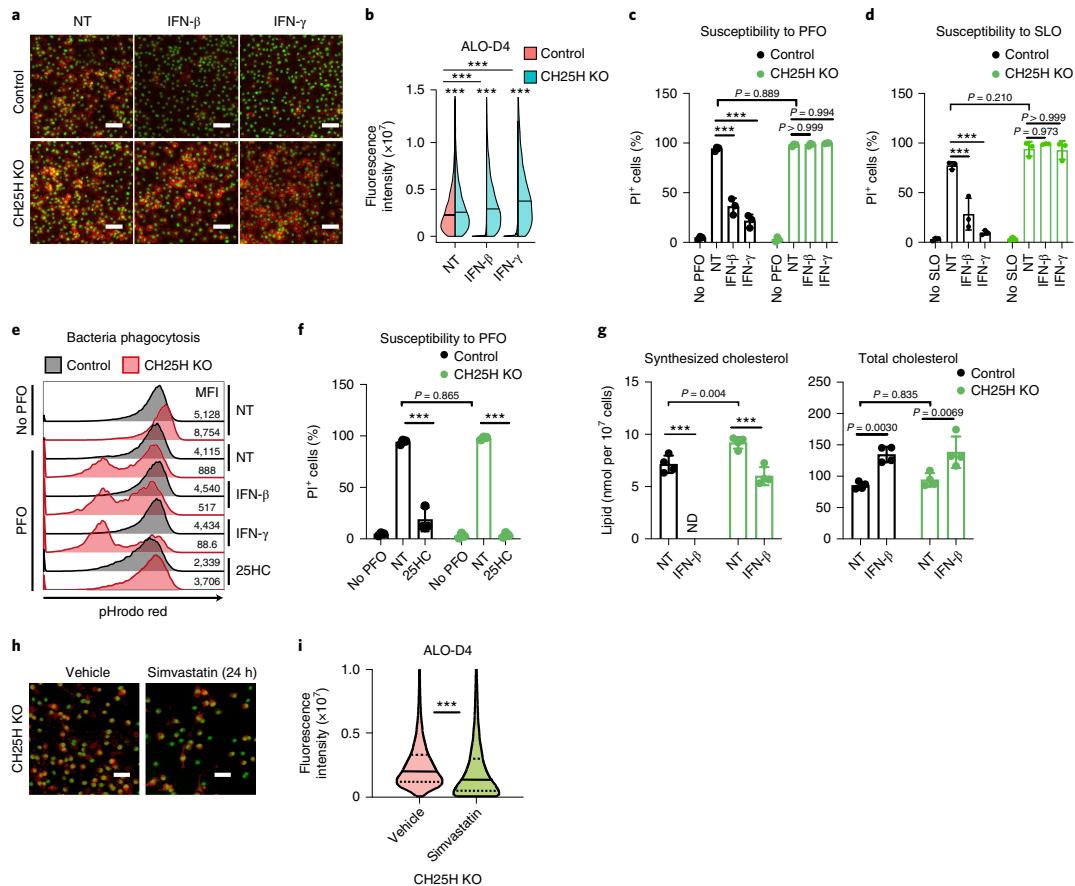 a
NT
IFN-β
IFN-γ
Control
CH25H KO
b
ALO-D4
Control
CH25H KO
***
***
*** *** ***
Fluorescence
intensity (×10⁷)
1.5
1.0
0.5
0
NT
IFN-β
IFN-γ
c
Susceptibility to PFO
Control
CH25H KO
P = 0.889
P = 0.994
P > 0.999
***
***
PI⁺ cells (%)
150
100
50
0
No PFO
NT
IFN-β
IFN-γ
No PFO
NT
IFN-β
IFN-γ
d
Susceptibility to SLO
Control
CH25H KO
P = 0.210
P > 0.999
P = 0.973
***
***
PI⁺ cells (%)
150
100
50
0
No SLO
NT
IFN-β
IFN-γ
No SLO
NT
IFN-β
IFN-γ
e
Bacteria phagocytosis
Control
CH25H KO
MFI
No PFO
PFO
5,128
8,754
NT
4,115
888
NT
4,540
517
IFN-β
4,434
88.6
IFN-γ
2,339
3,706
25HC
pHrodo red
f
Susceptibility to PFO
Control
CH25H KO
P = 0.865
***
***
PI⁺ cells (%)
150
100
50
0
No PFO
NT
25HC
No PFO
NT
25HC
g
Synthesized cholesterol
P = 0.004
***
***
ND
Lipid (nmol per 10⁷ cells)
15
10
5
0
NT
IFN-β
NT
IFN-β
Total cholesterol
Control
CH25H KO
P = 0.835
P = 0.0030
P = 0.0069
250
200
150
100
50
0
NT
IFN-β
NT
IFN-β
h
Vehicle
Simvastatin (24 h)
CH25H KO
i
ALO-D4
***
Fluorescence
intensity (×10⁷)
1.0
0.5
0
Vehicle
Simvastatin
CH25H KO